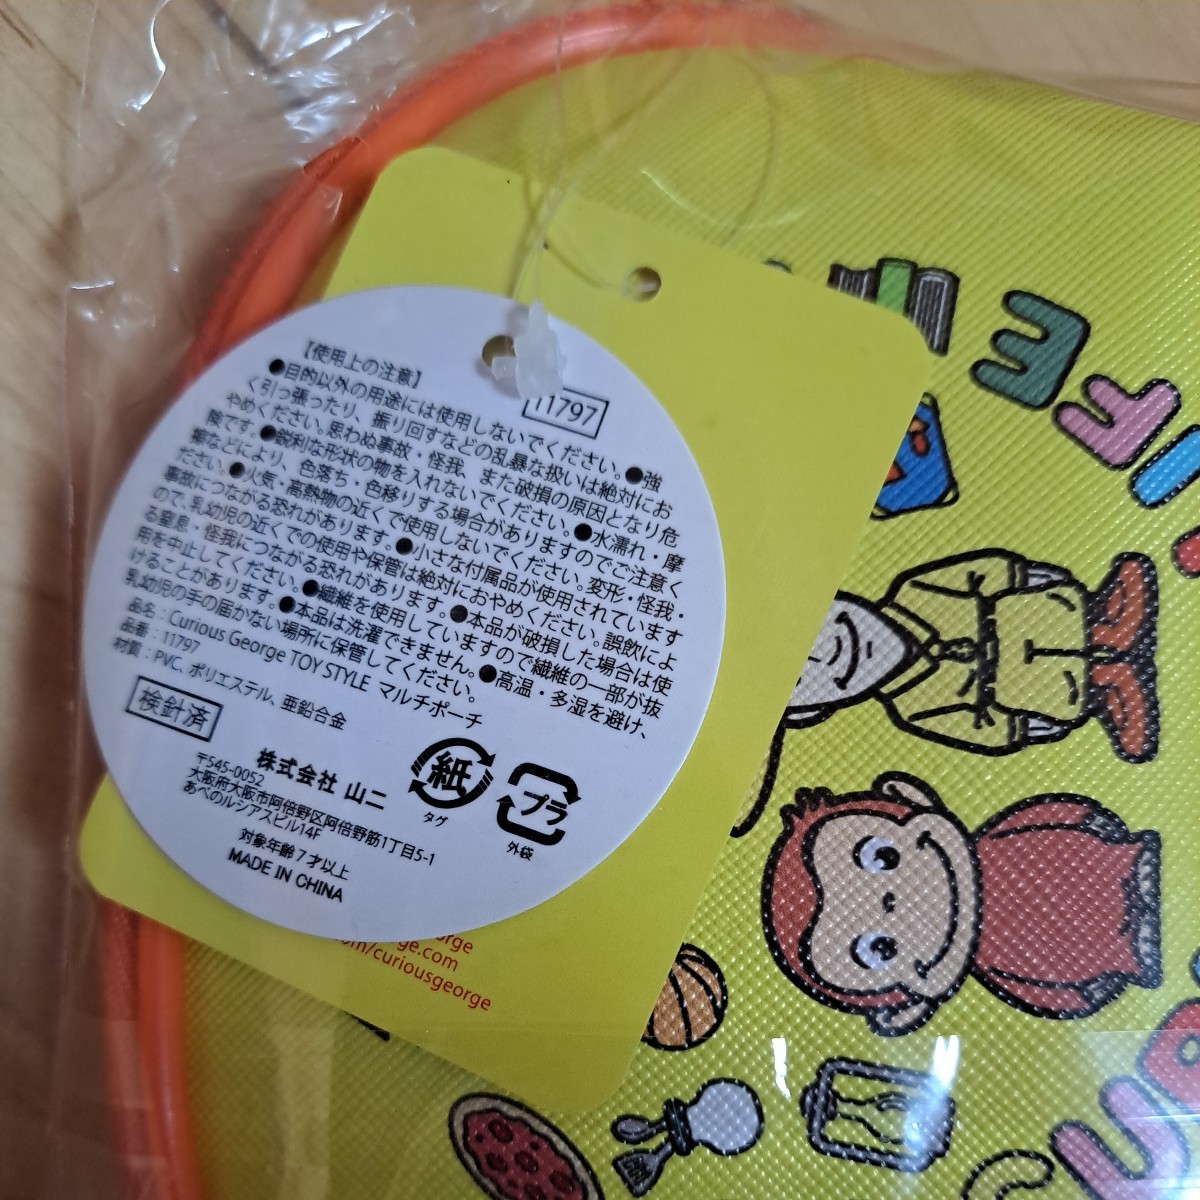 【使用上の注意】
11797
●目的以外の用途には使用しないでください。●強
く引っ張ったり、振り回すなどの乱暴な扱いは絶対にお
やめください。思わぬ事故・怪我、また破損の原因となり危
険です。●鋭利な形状の物を入れないでください。●水濡れ・摩
擦などにより、色落ち・色移りする場合がありますのでご注意く
ださい。●火気・高熱物の近くで使用しないでください。変形・怪我・
事故につながる恐れがあります。●小さな付属品が使用されています
ので、乳幼児の近くでの使用や保管は絶対におやめください。誤飲によ
る窒息・怪我につながる恐れがあります。●本品が破損した場合は使
用を中止してください。●繊維を使用していますので繊維の一部が抜
けることがあります。●本品は洗濯できません。●高温・多湿を避け、
乳幼児の手の届かない場所に保管してください。
品名：Curious George TOY STYLE マルチポーチ
品番：11797
材質：PVC、ポリエステル、亜鉛合金
検針済
株式会社 山二
〒545-0052
大阪府大阪市阿倍野区阿倍野筋1丁目5-1
あべのルシアスビル14F
対象年齢7才以上
MADE IN CHINA
紙
タグ
プラ
外袋
george
ge.com
com/curiousgeorge